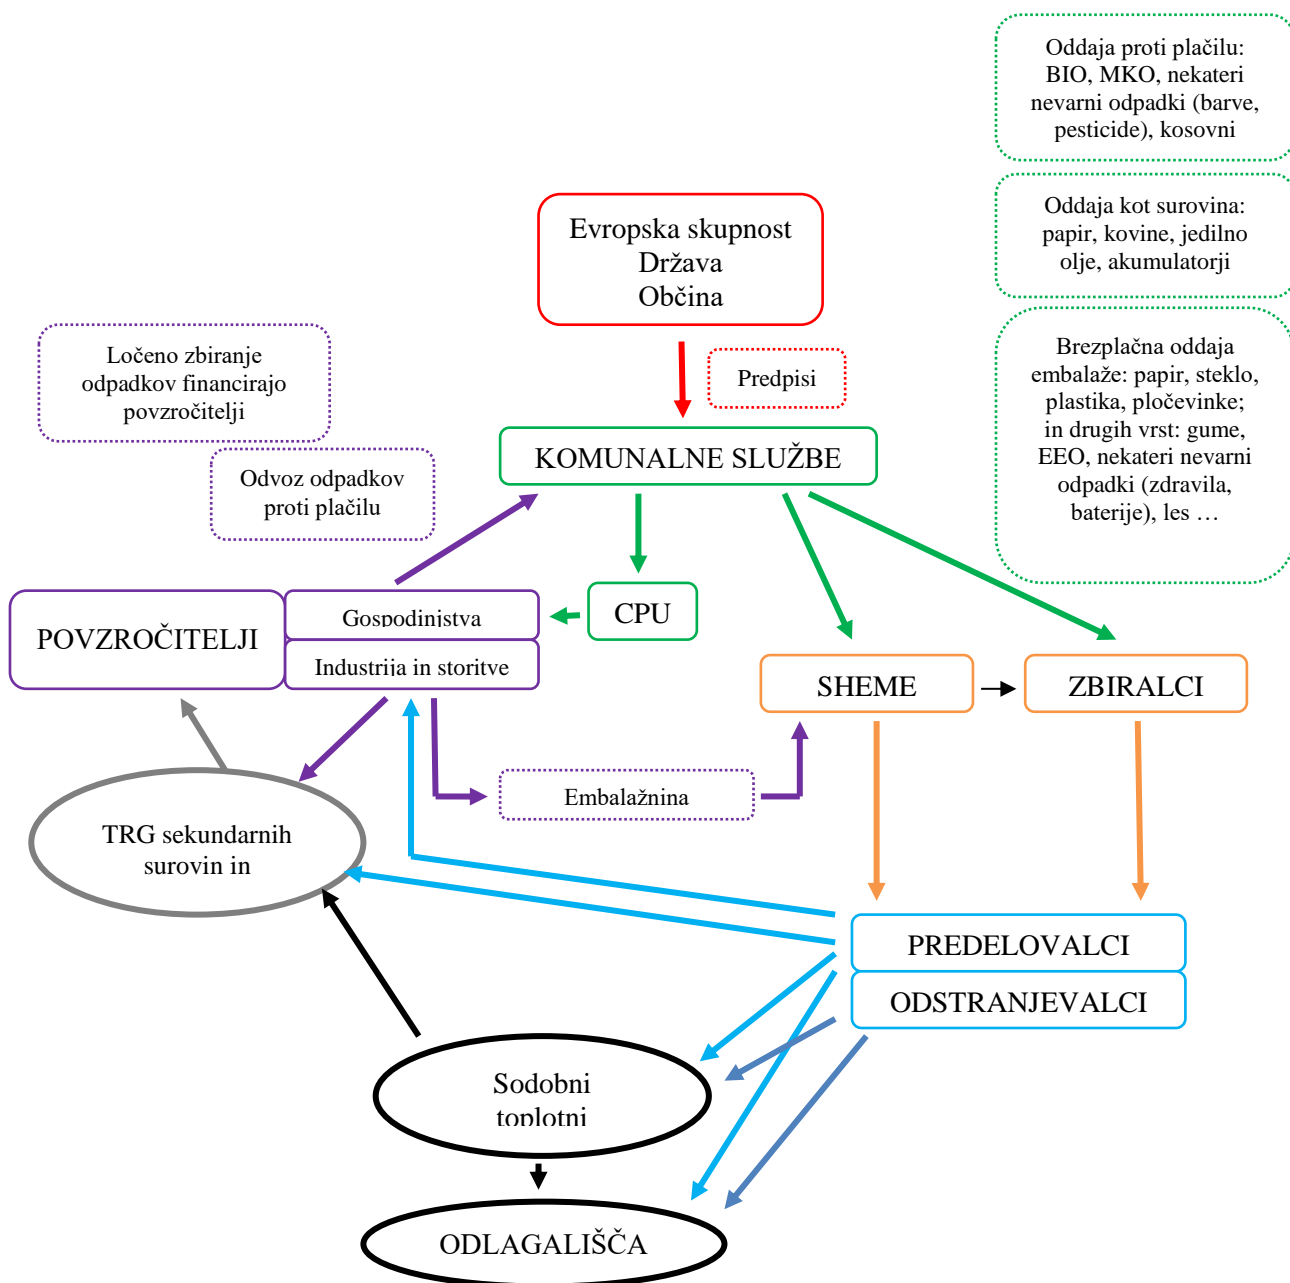 Oddaja proti plačilu:
BIO, MKO, nekateri
nevarni odpadki (barve,
pesticide), kosovni
Oddaja kot surovina:
papir, kovine, jedilno
olje, akumulatorji
Evropska skupnost
Država
Občina
Brezplačna oddaja
embalaže: papir, steklo,
plastika, pločevinke;
in drugih vrst: gume,
EEO, nekateri nevarni
odpadki (zdravila,
baterije), les …
Ločeno zbiranje
odpadkov financirajo
povzročitelji
Predpisi
KOMUNALNE SLUŽBE
Odvoz odpadkov
proti plačilu
POVZROČITELJI
Gospodinjstva
Industrija in storitve
CPU
SHEME
ZBIRALCI
Embalažnina
TRG sekundarnih
surovin in
PREDELOVALCI
ODSTRANJEVALCI
Sodobni
toplotni
ODLAGALIŠČA